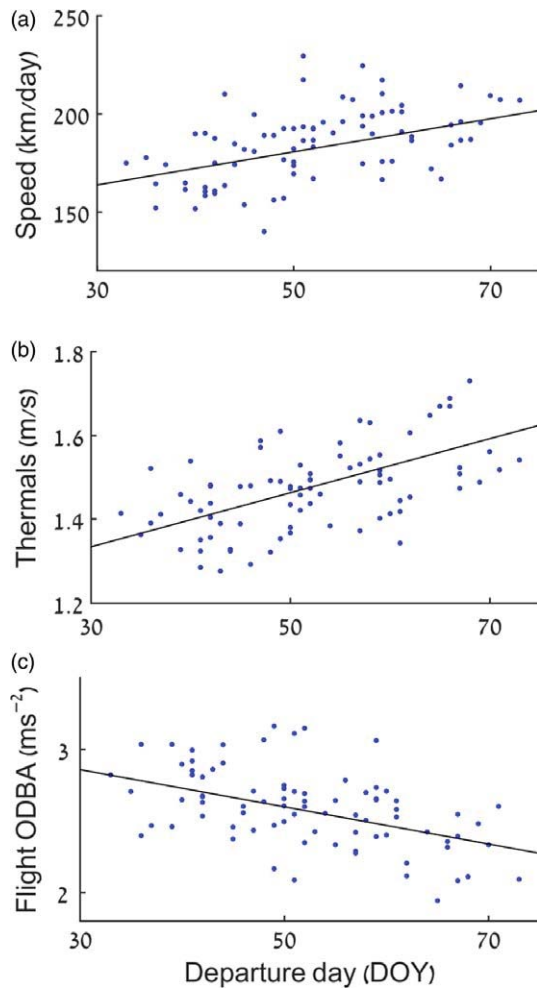 (a)
250
200
150
Speed (km/day)
30 50 70
(b)
1.8
1.6
1.4
1.2
Thermals (m/s)
30 50 70
(c)
3
2
Flight ODBA (ms⁻²)
30 50 70
Departure day (DOY)